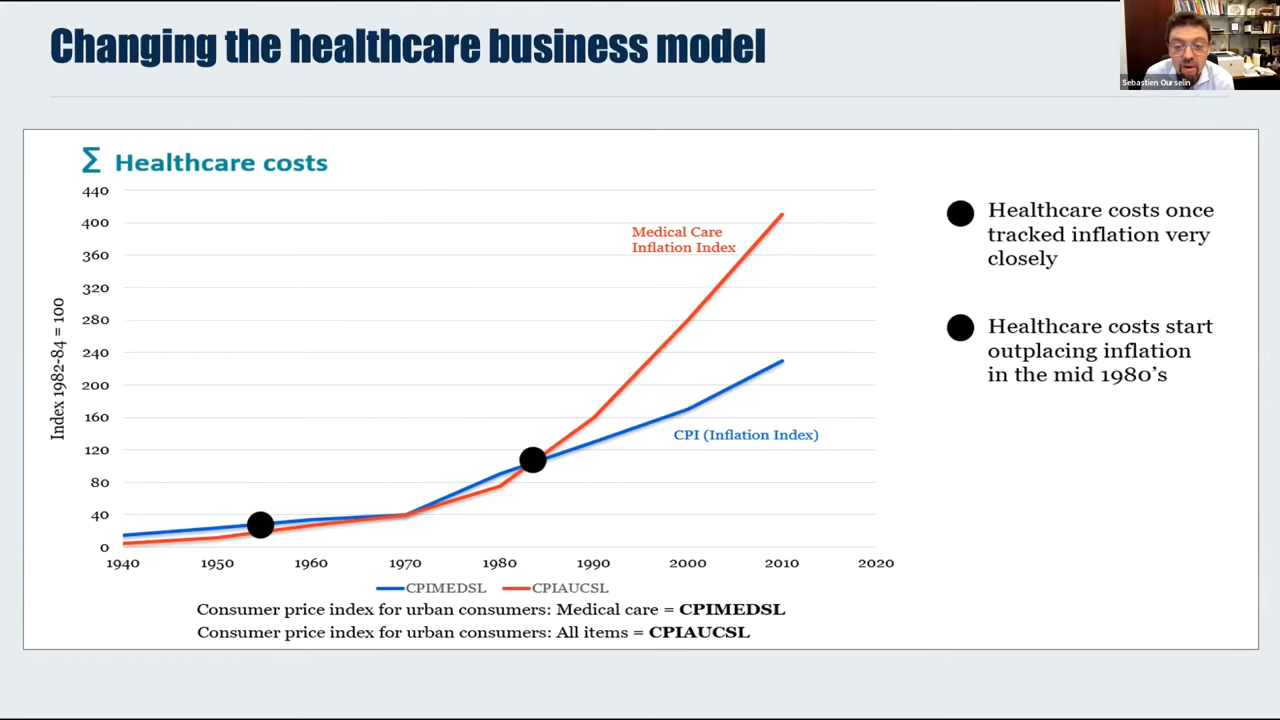 Changing the healthcare business model
Sebastien Ourselin
Σ Healthcare costs
440
400
360
320
280
240
200
160
120
80
40
0
Index 1982-84 = 100
Medical Care
Inflation Index
CPI (Inflation Index)
1940 1950 1960 1970 1980 1990 2000 2010 2020
CPIMEDSL CPIAUCSL
Consumer price index for urban consumers: Medical care = CPIMEDSL
Consumer price index for urban consumers: All items = CPIAUCSL
Healthcare costs once
tracked inflation very
closely
Healthcare costs start
outplacing inflation
in the mid 1980’s